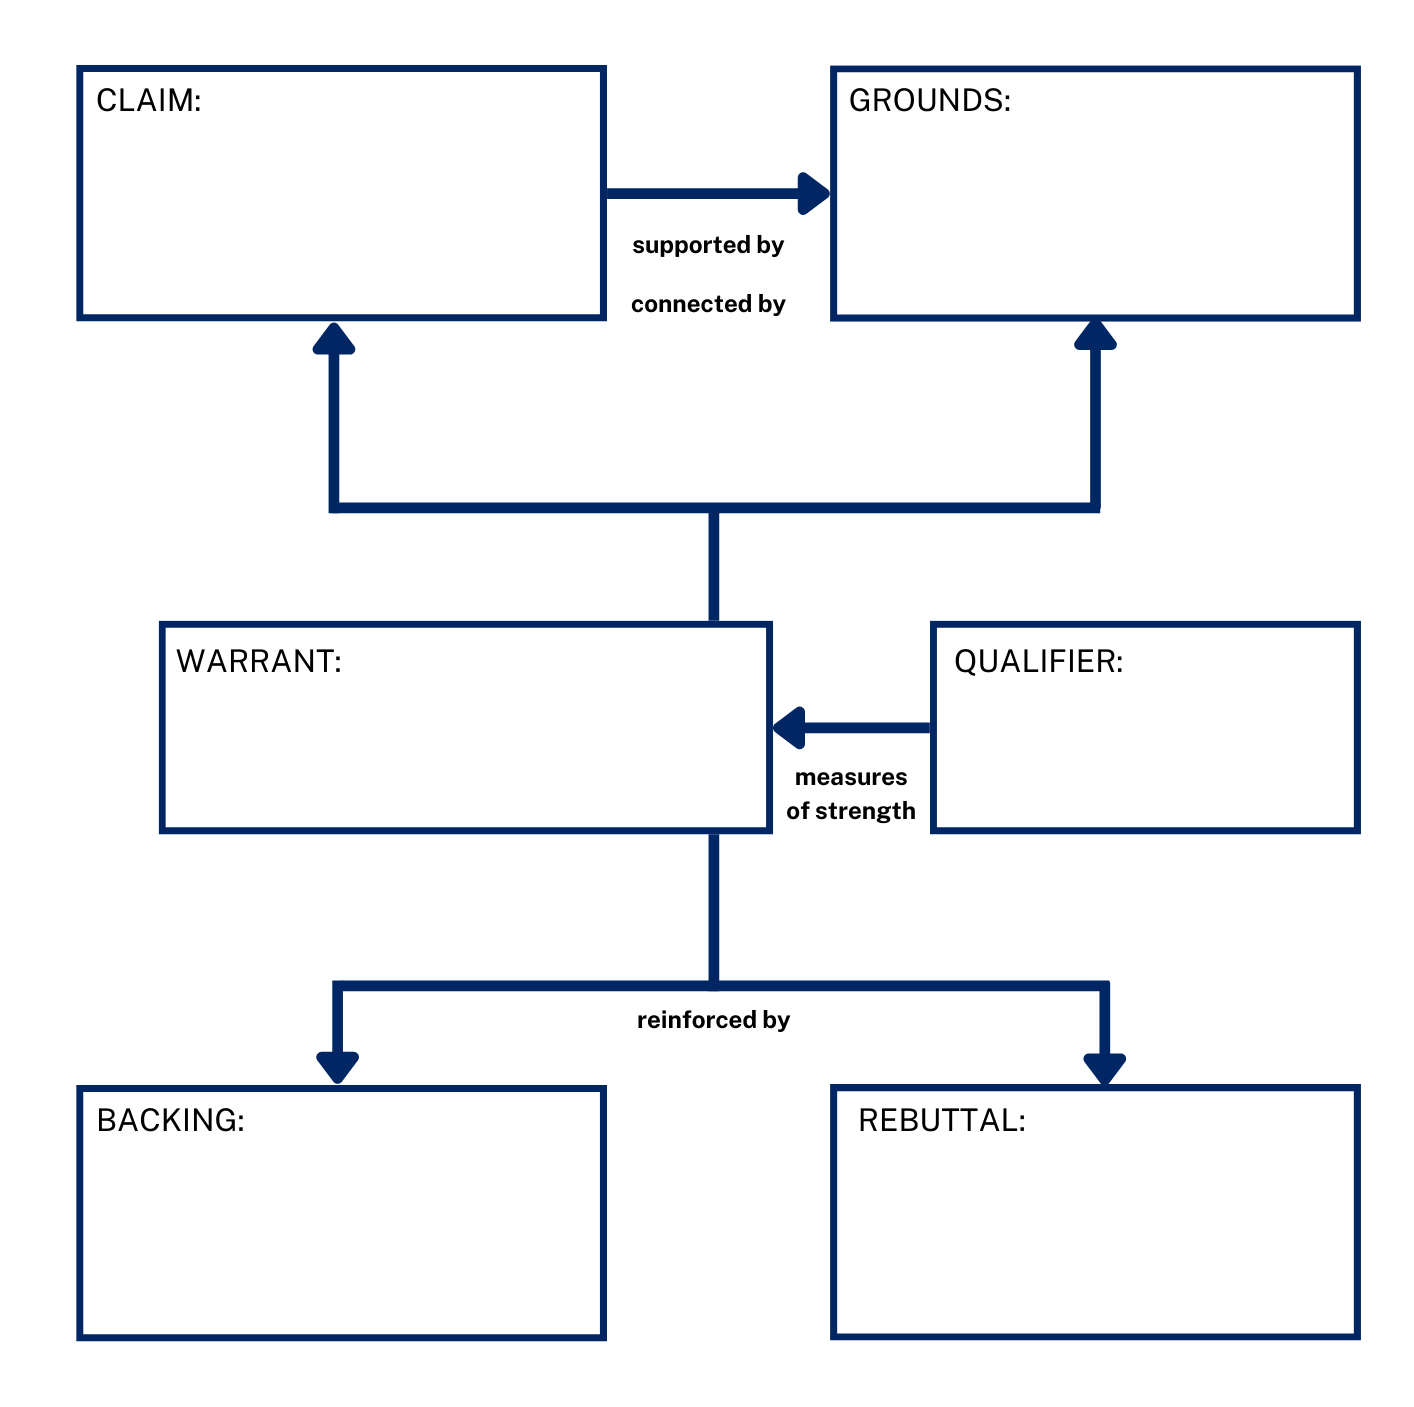 CLAIM:
GROUNDS:
supported by
connected by
WARRANT:
QUALIFIER:
measures
of strength
reinforced by
BACKING:
REBUTTAL: